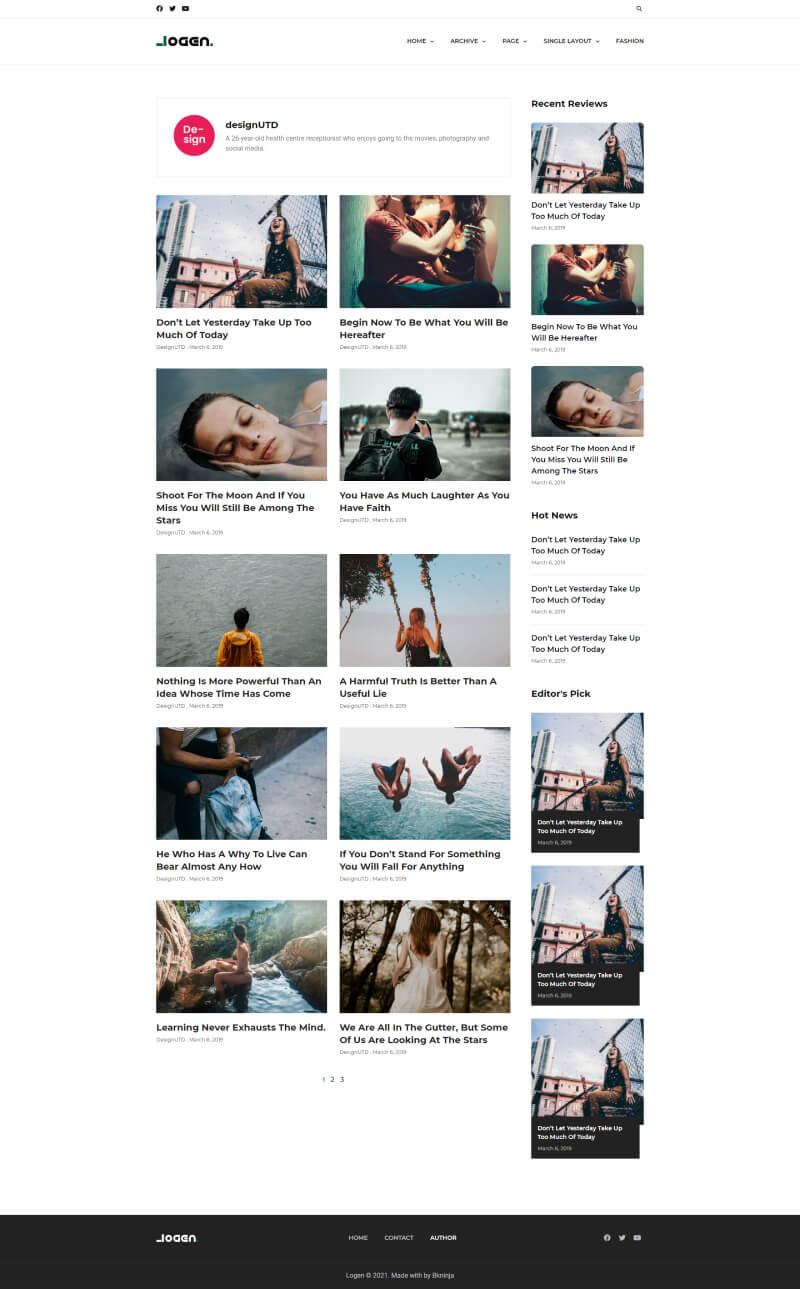 Logen.
HOME
ARCHIVE
PAGE
SINGLE LAYOUT
FASHION
De-
sign
designUTD
A 26-year-old health centre receptionist who enjoys going to the movies, photography and
social media.
Don't Let Yesterday Take Up Too
Much Of Today
DesignUTD . March 6, 2019
Begin Now To Be What You Will Be
Hereafter
DesignUTD . March 6, 2019
Shoot For The Moon And If You
Miss You Will Still Be Among The
Stars
DesignUTD . March 6, 2019
You Have As Much Laughter As You
Have Faith
DesignUTD . March 6, 2019
Nothing Is More Powerful Than An
Idea Whose Time Has Come
DesignUTD . March 6, 2019
A Harmful Truth Is Better Than A
Useful Lie
DesignUTD . March 6, 2019
He Who Has A Why To Live Can
Bear Almost Any How
DesignUTD . March 6, 2019
If You Don't Stand For Something
You Will Fall For Anything
DesignUTD . March 6, 2019
Learning Never Exhausts The Mind.
DesignUTD . March 6, 2019
We Are All In The Gutter, But Some
Of Us Are Looking At The Stars
DesignUTD . March 6, 2019
1 2 3
Recent Reviews
Don't Let Yesterday Take Up
Too Much Of Today
March 6, 2019
Begin Now To Be What You
Will Be Hereafter
March 6, 2019
Shoot For The Moon And If
You Miss You Will Still Be
Among The Stars
March 6, 2019
Hot News
Don't Let Yesterday Take Up
Too Much Of Today
March 6, 2019
Don't Let Yesterday Take Up
Too Much Of Today
March 6, 2019
Don't Let Yesterday Take Up
Too Much Of Today
March 6, 2019
Editor's Pick
Don't Let Yesterday Take Up
Too Much Of Today
March 6, 2019
Don't Let Yesterday Take Up
Too Much Of Today
March 6, 2019
Don't Let Yesterday Take Up
Too Much Of Today
March 6, 2019
Logen.
HOME
CONTACT
AUTHOR
Logen © 2021. Made with by Bkninja